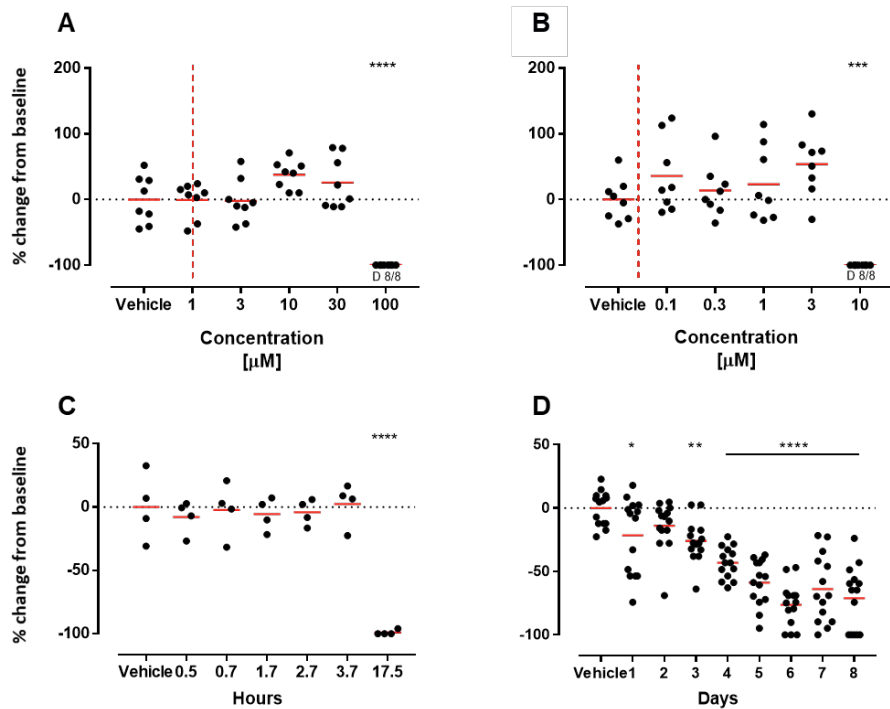 A
% change from baseline
200
100
0
-100
****
D 8/8
Vehicle 1 3 10 30 100
Concentration
[µM]
B
200
100
0
-100
***
D 8/8
Vehicle 0.1 0.3 1 3 10
Concentration
[µM]
C
% change from baseline
50
0
-50
-100
****
Vehicle 0.5 0.7 1.7 2.7 3.7 17.5
Hours
D
50
0
-50
-100
* ** ****
Vehicle 1 2 3 4 5 6 7 8
Days